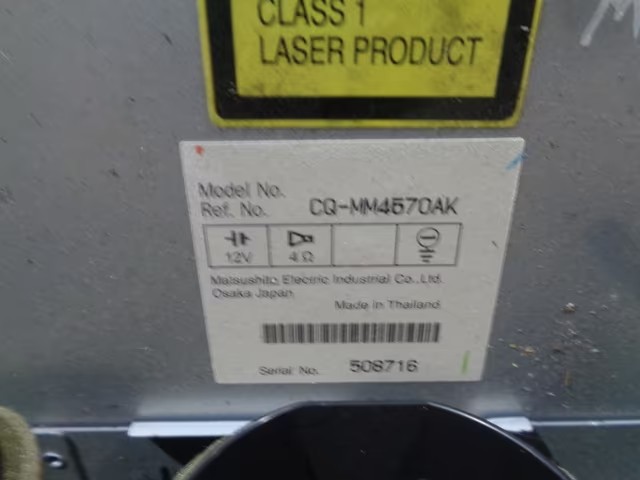 CLASS 1
LASER PRODUCT
Model No.
Ref. No. CQ-MM4570AK
12V 4 Ω
Matsushita Electric Industrial Co.,Ltd.
Osaka Japan
Made in Thailand
Serial No. 508716